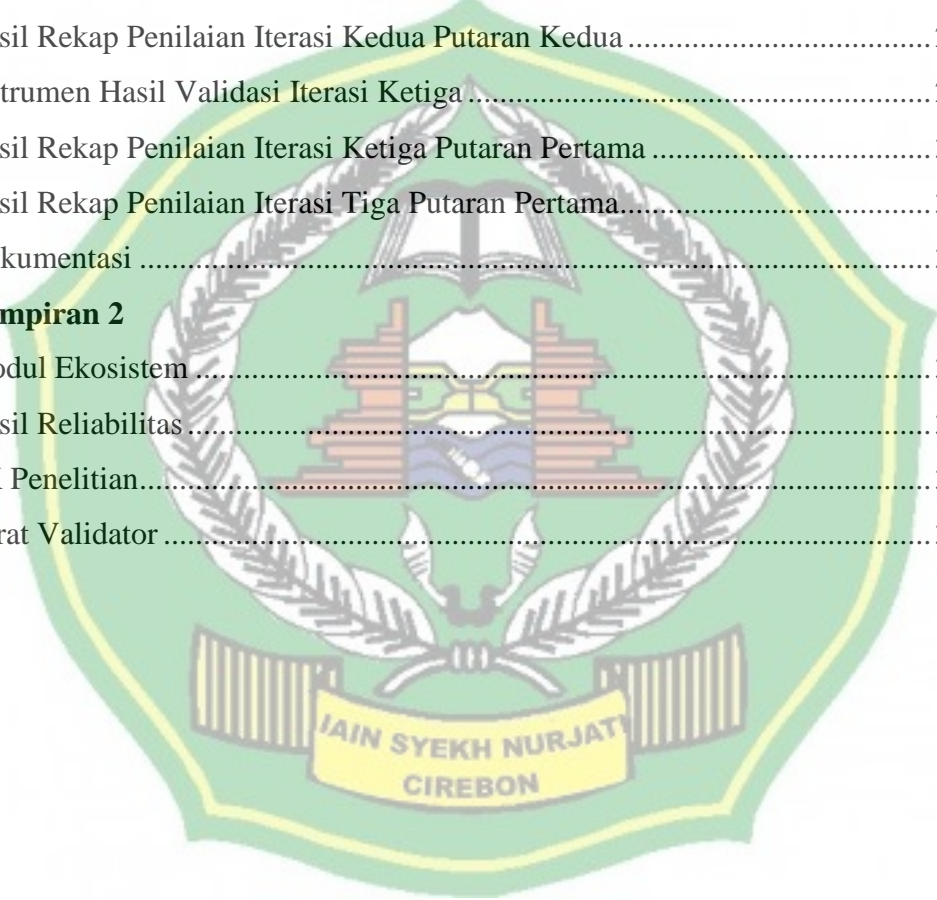 sil Rekap Penilaian Iterasi Kedua Putaran Kedua
trumen Hasil Validasi Iterasi Ketiga
sil Rekap Penilaian Iterasi Ketiga Putaran Pertama
sil Rekap Penilaian Iterasi Tiga Putaran Pertama
kumentasi
mpiran 2
odul Ekosistem
sil Reliabilitas
Penelitian
rat Validator
IAIN SYEKH NURJATI
CIREBON